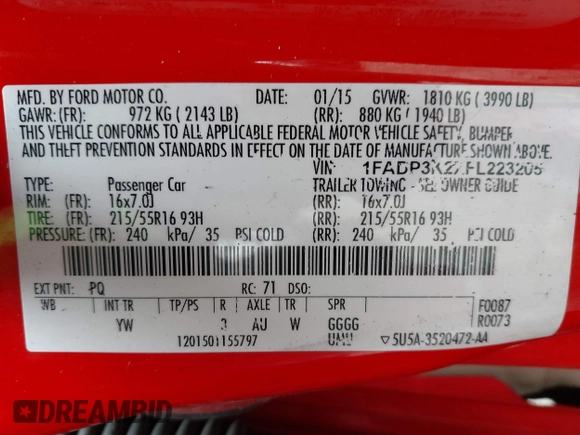 MFD. BY FORD MOTOR CO. DATE: 01/15 GVWR: 1810 KG ( 3990 LB)
GAWR: (FR): 972 KG ( 2143 LB) (RR): 880 KG ( 1940 LB)
THIS VEHICLE CONFORMS TO ALL APPLICABLE FEDERAL MOTOR VEHICLE SAFETY, BUMPER
AND THEFT PREVENTION STANDARDS IN EFFECT ON THE DATE OF MANUFACTURE SHOWN ABOVE.
VIN:
TYPE: Passenger Car TRAILER TOWING - SEE OWNER GUIDE
RIM: (FR): 16x7.0J (RR): 16x7.0J
TIRE: (FR): 215/55R16 93H (RR): 215/55R16 93H
PRESSURE: (FR): 240 kPa/ 35 PSI COLD (RR): 240 kPa/ 35 PSI COLD
EXT PNT: PQ RC: 71 DSO:
WB INT TR TP/PS R AXLE TR SPR F0087
YW 3 AU W GGGG R0073
1201501155797 ▽5U5A-3520472-AA
DREAMBID